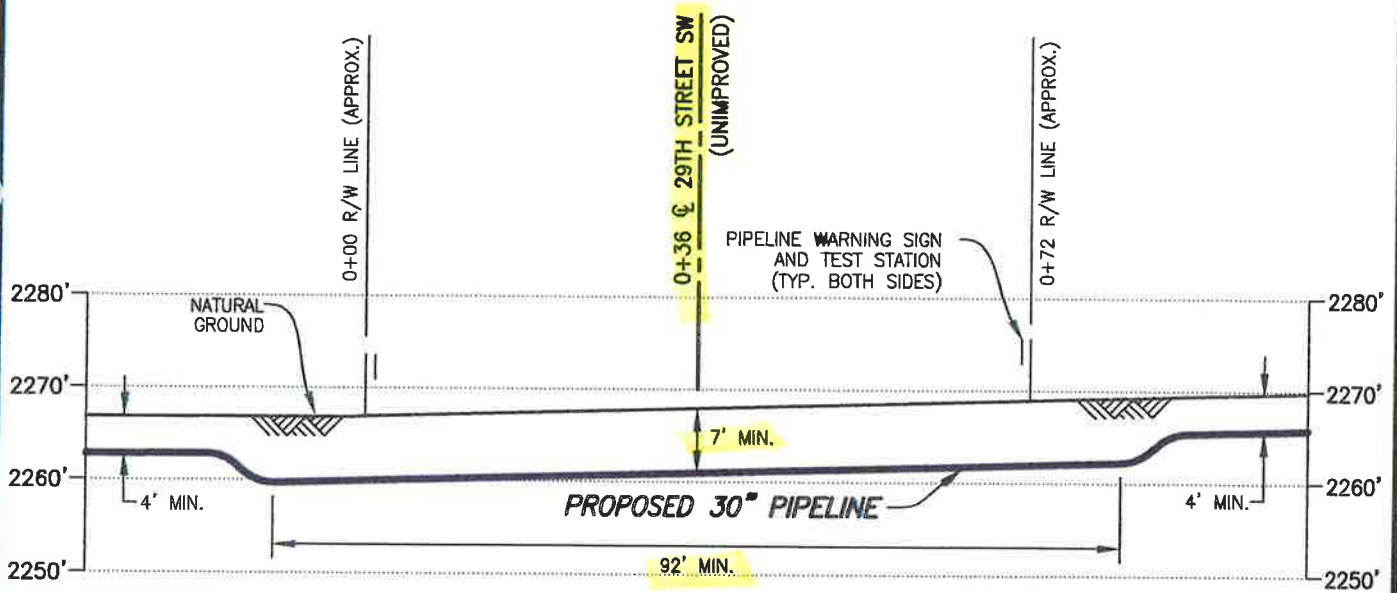 0+00 R/W LINE (APPROX.)
0+36 ℄ 29TH STREET SW
(UNIMPROVED)
0+72 R/W LINE (APPROX.)
PIPELINE WARNING SIGN
AND TEST STATION
(TYP. BOTH SIDES)
2280'
2280'
NATURAL
GROUND
2270'
2270'
7' MIN.
2260'
2260'
4' MIN.
PROPOSED 30" PIPELINE
4' MIN.
92' MIN.
2250'
2250'